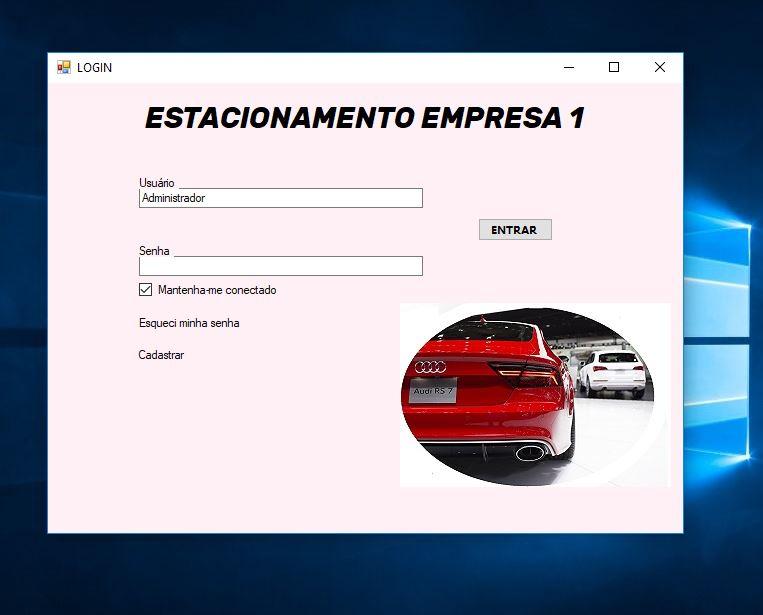 LOGIN
ESTACIONAMENTO EMPRESA 1
Usuário
Administrador
ENTRAR
Senha
Mantenha-me conectado
Esqueci minha senha
Cadastrar
Audi RS 7